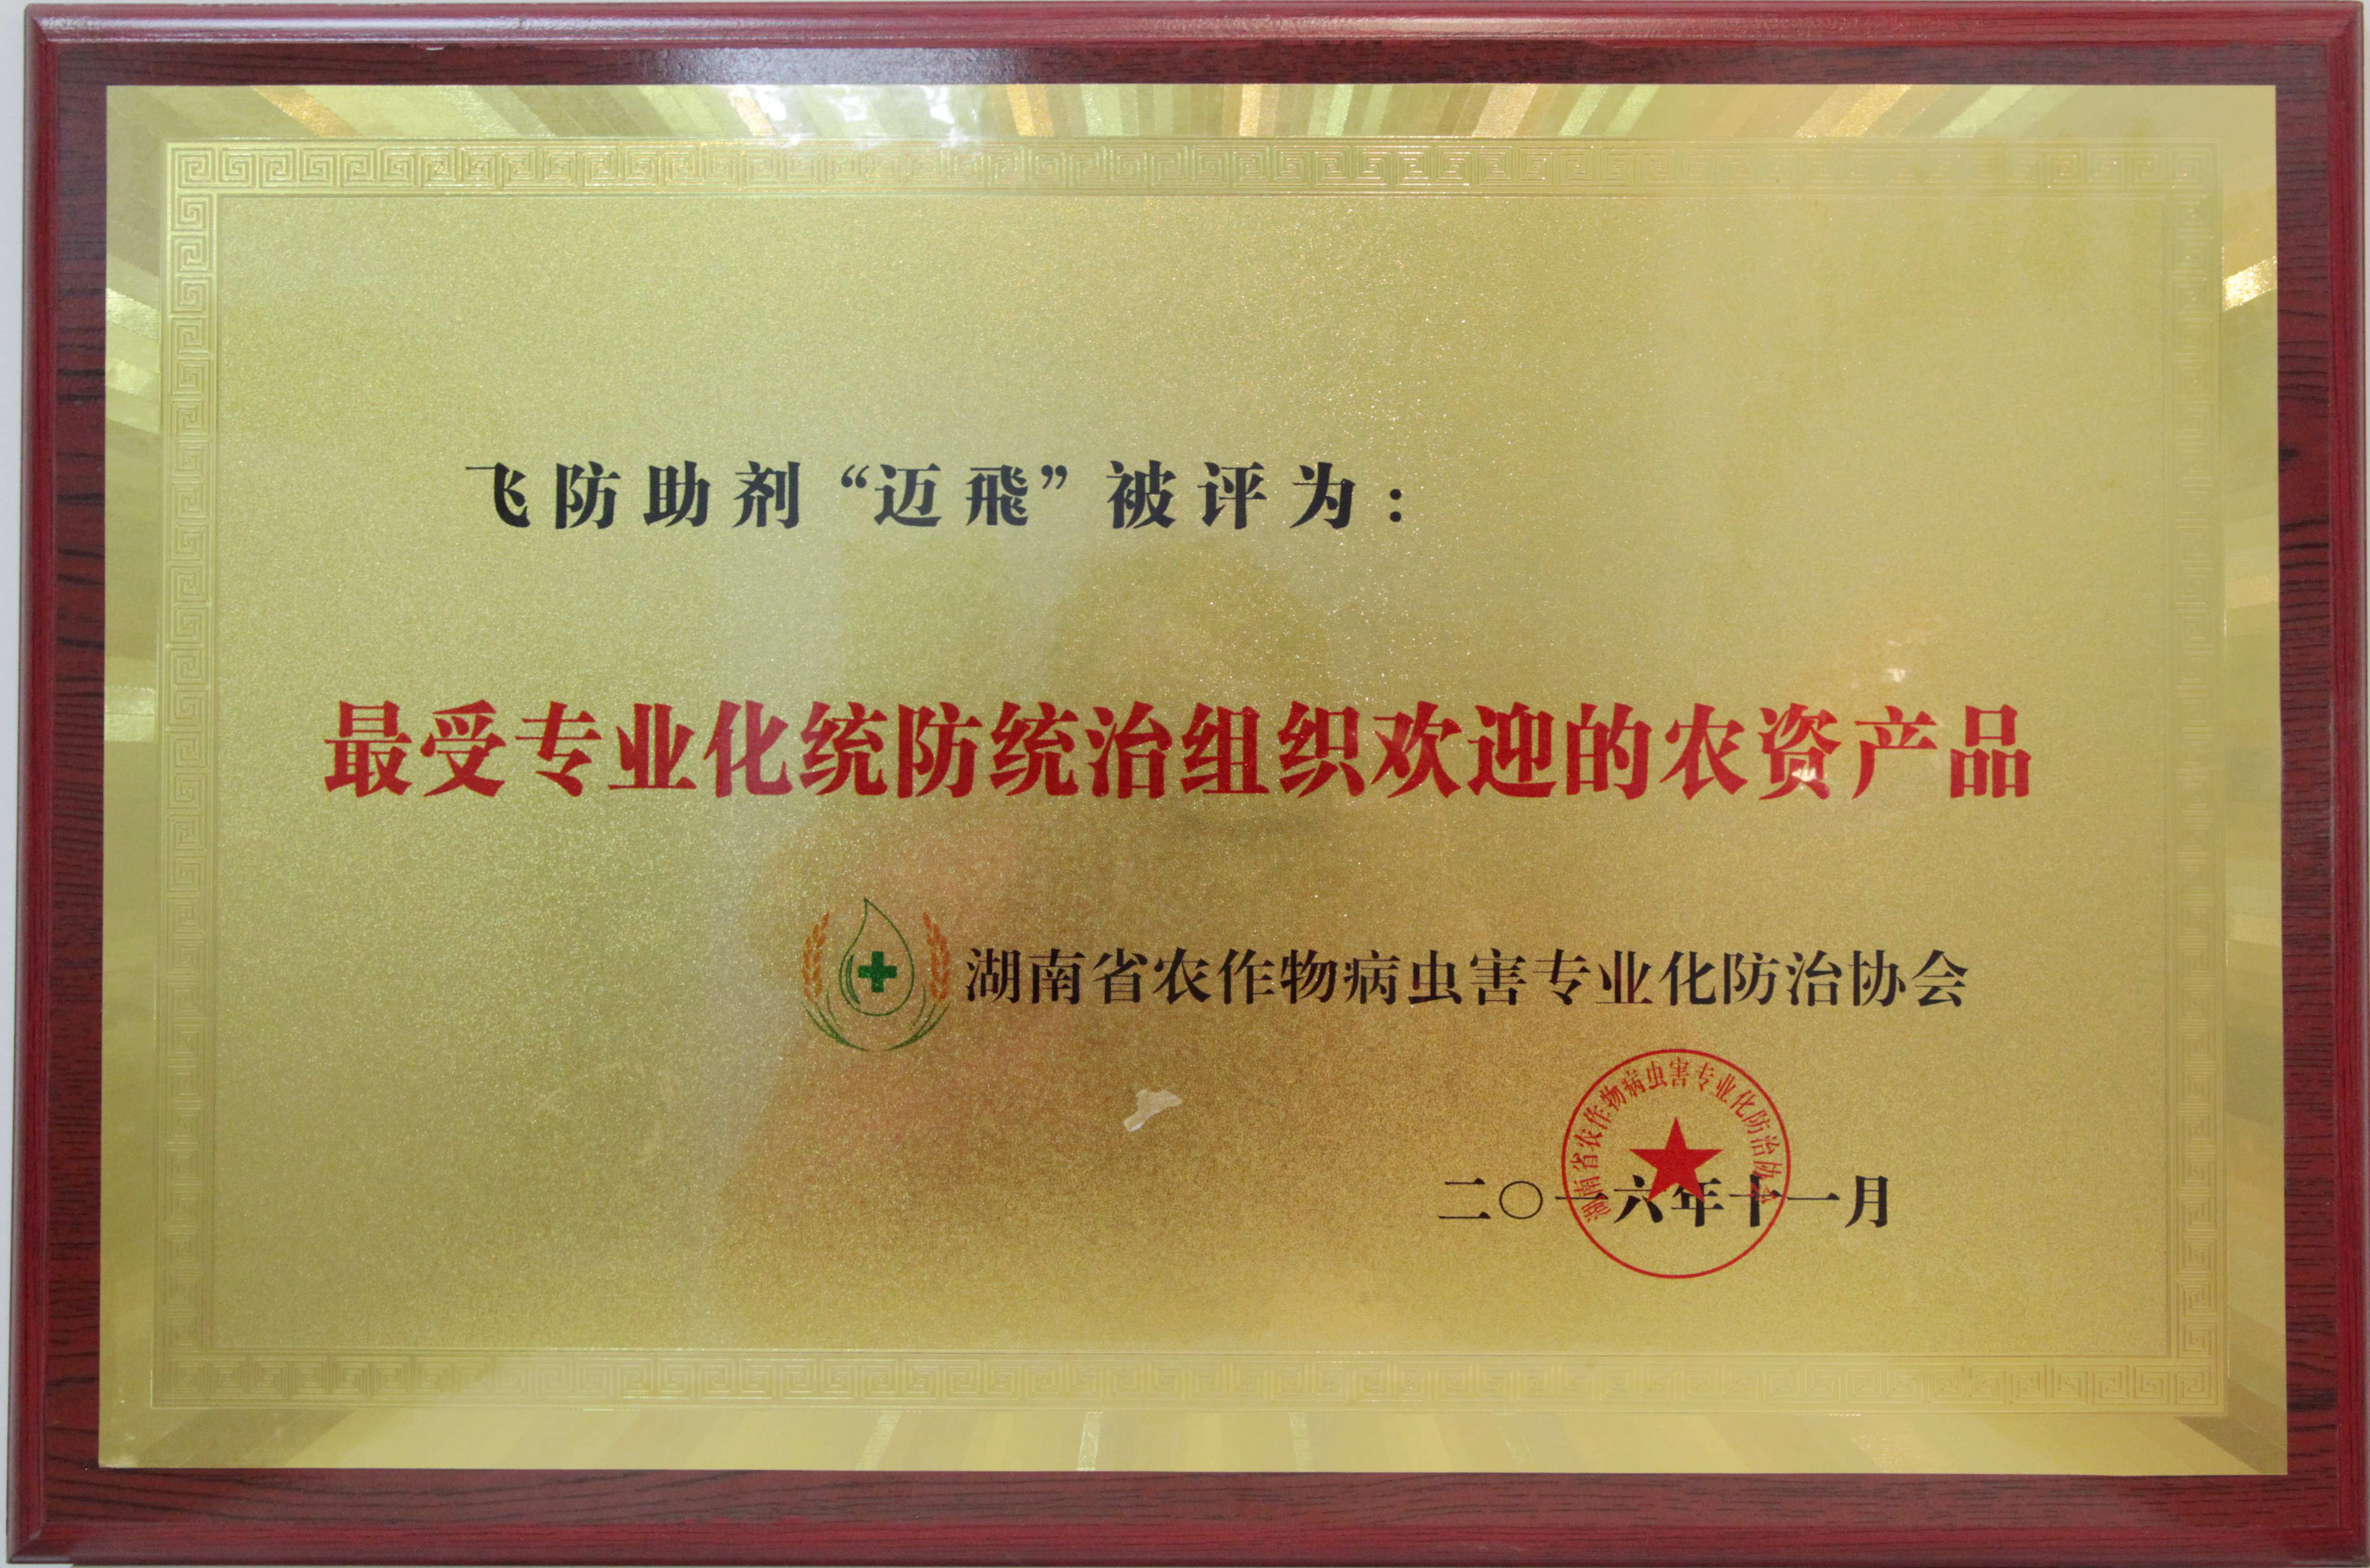 飞防助剂“迈飛”被评为：
最受专业化统防统治组织欢迎的农资产品
湖南省农作物病虫害专业化防治协会
湖南省农作物病虫害专业化防治协会
二〇一六年十一月